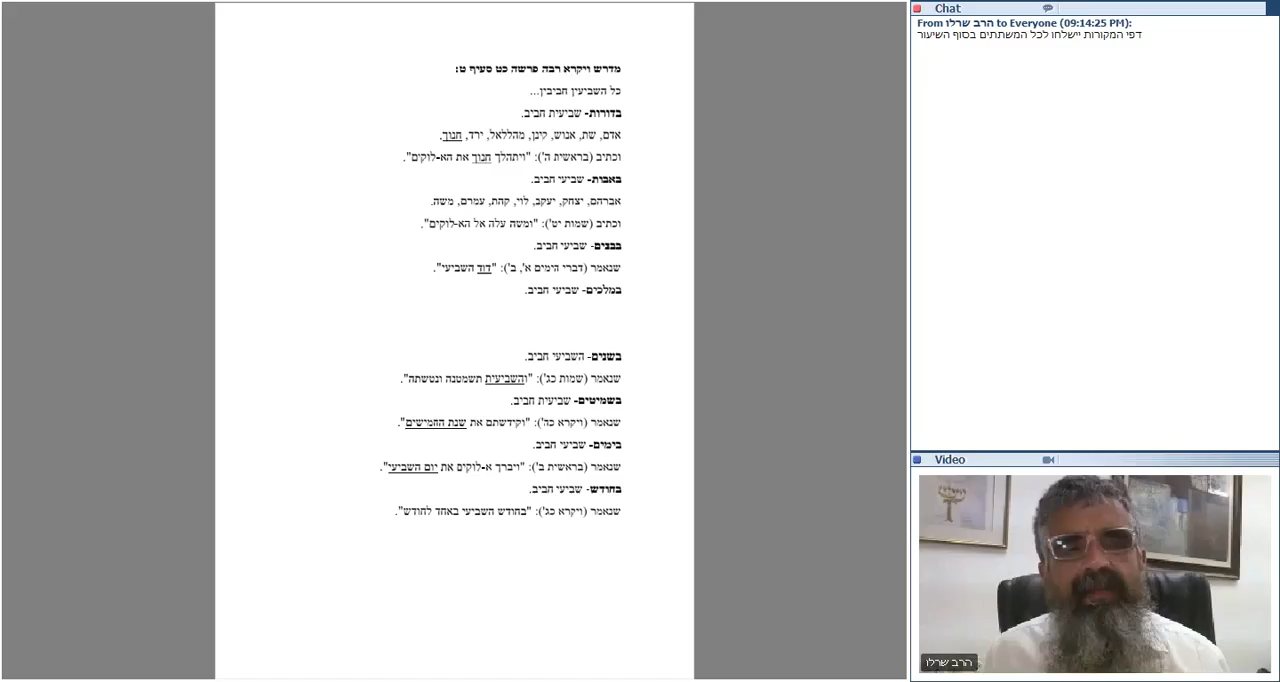 מדרש ויקרא רבה פרשה כט סעיף ט:
כל השביעין חביבין...
בדורות- שביעית חביב.
אדם, שת, אנוש, קינן, מהללאל, ירד, חנוך.
וכתיב (בראשית ה'): "ויתהלך חנוך את הא-לוקים".
באבות- שביעי חביב.
אברהם, יצחק, יעקב, לוי, קהת, עמרם, משה.
וכתיב (שמות יט'): "ומשה עלה אל הא-לוקים".
בבנים- שביעי חביב.
שנאמר (דברי הימים א', ב'): "דוד השביעי".
במלכים- שביעי חביב.
בשנים- השביעי חביב.
שנאמר (שמות כג'): "והשביעית תשמטנה ונטשתה".
בשמיטים- שביעית חביב.
שנאמר (ויקרא כה'): "וקידשתם את שנת החמישים".
בימים- שביעי חביב.
שנאמר (בראשית ב'): "ויברך א-לוקים את יום השביעי".
בחודש- שביעי חביב.
שנאמר (ויקרא כג'): "בחודש השביעי באחד לחודש".
Chat
From הרב שרלו to Everyone (09:14:25 PM):
דפי המקורות יישלחו לכל המשתתים בסוף השיעור
Video
הרב שרלו